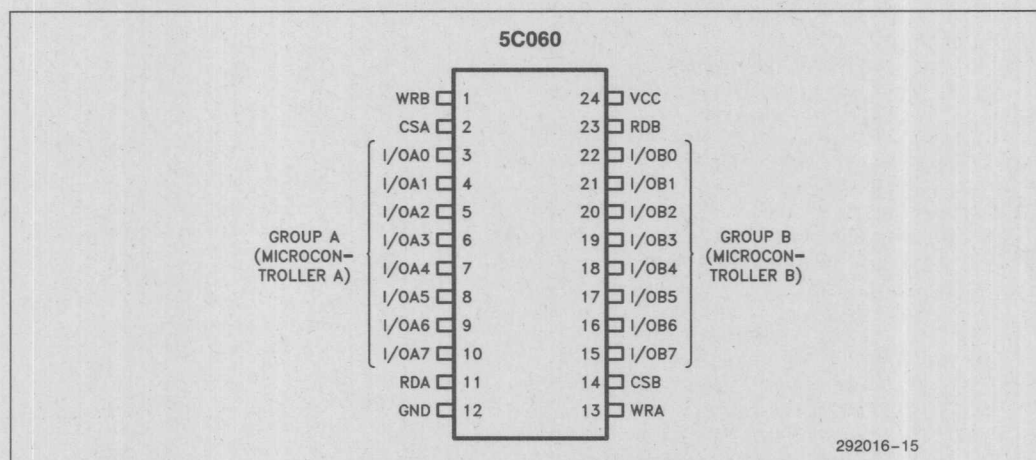 5C060
WRB 1 24 VCC
CSA 2 23 RDB
I/OA0 3 22 I/OB0
I/OA1 4 21 I/OB1
I/OA2 5 20 I/OB2
I/OA3 6 19 I/OB3
GROUP A
(MICROCON-
TROLLER A)
GROUP B
(MICROCON-
TROLLER B)
I/OA4 7 18 I/OB4
I/OA5 8 17 I/OB5
I/OA6 9 16 I/OB6
I/OA7 10 15 I/OB7
RDA 11 14 CSB
GND 12 13 WRA
292016-15